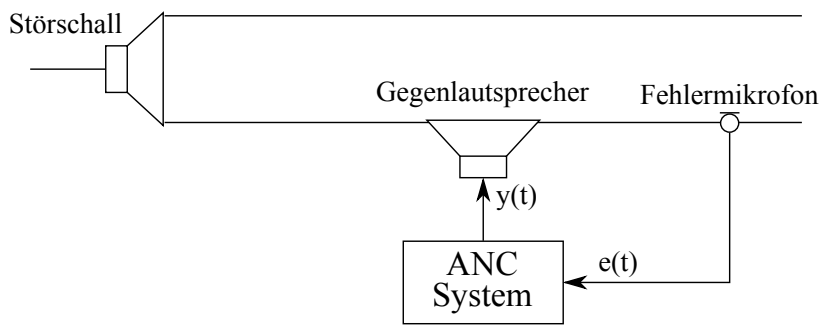 Störschall
Gegenlautsprecher
Fehlermikrofon
y(t)
ANC
System
e(t)